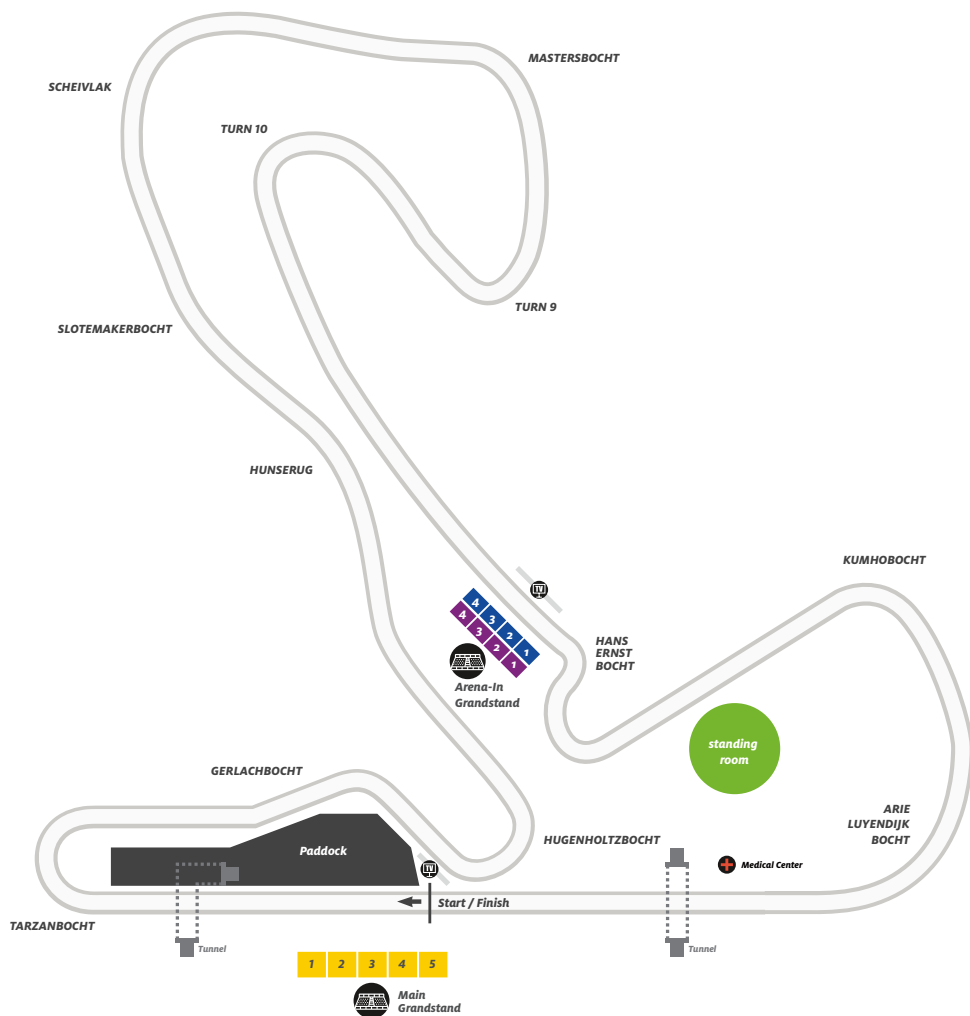 MASTERSBOCHT
SCHEIVLAK
TURN 10
TURN 9
SLOTEMAKERBOCHT
HUNSERUG
KUMHOBOCHT
TV
4
3
2
1
4
3
2
1
HANS
ERNST
BOCHT
Arena-In
Grandstand
standing
room
GERLACHBOCHT
ARIE
LUYENDIJK
BOCHT
HUGENHOLTZBOCHT
Paddock
TV
Medical Center
Start / Finish
TARZANBOCHT
Tunnel
Tunnel
1 2 3 4 5
Main
Grandstand